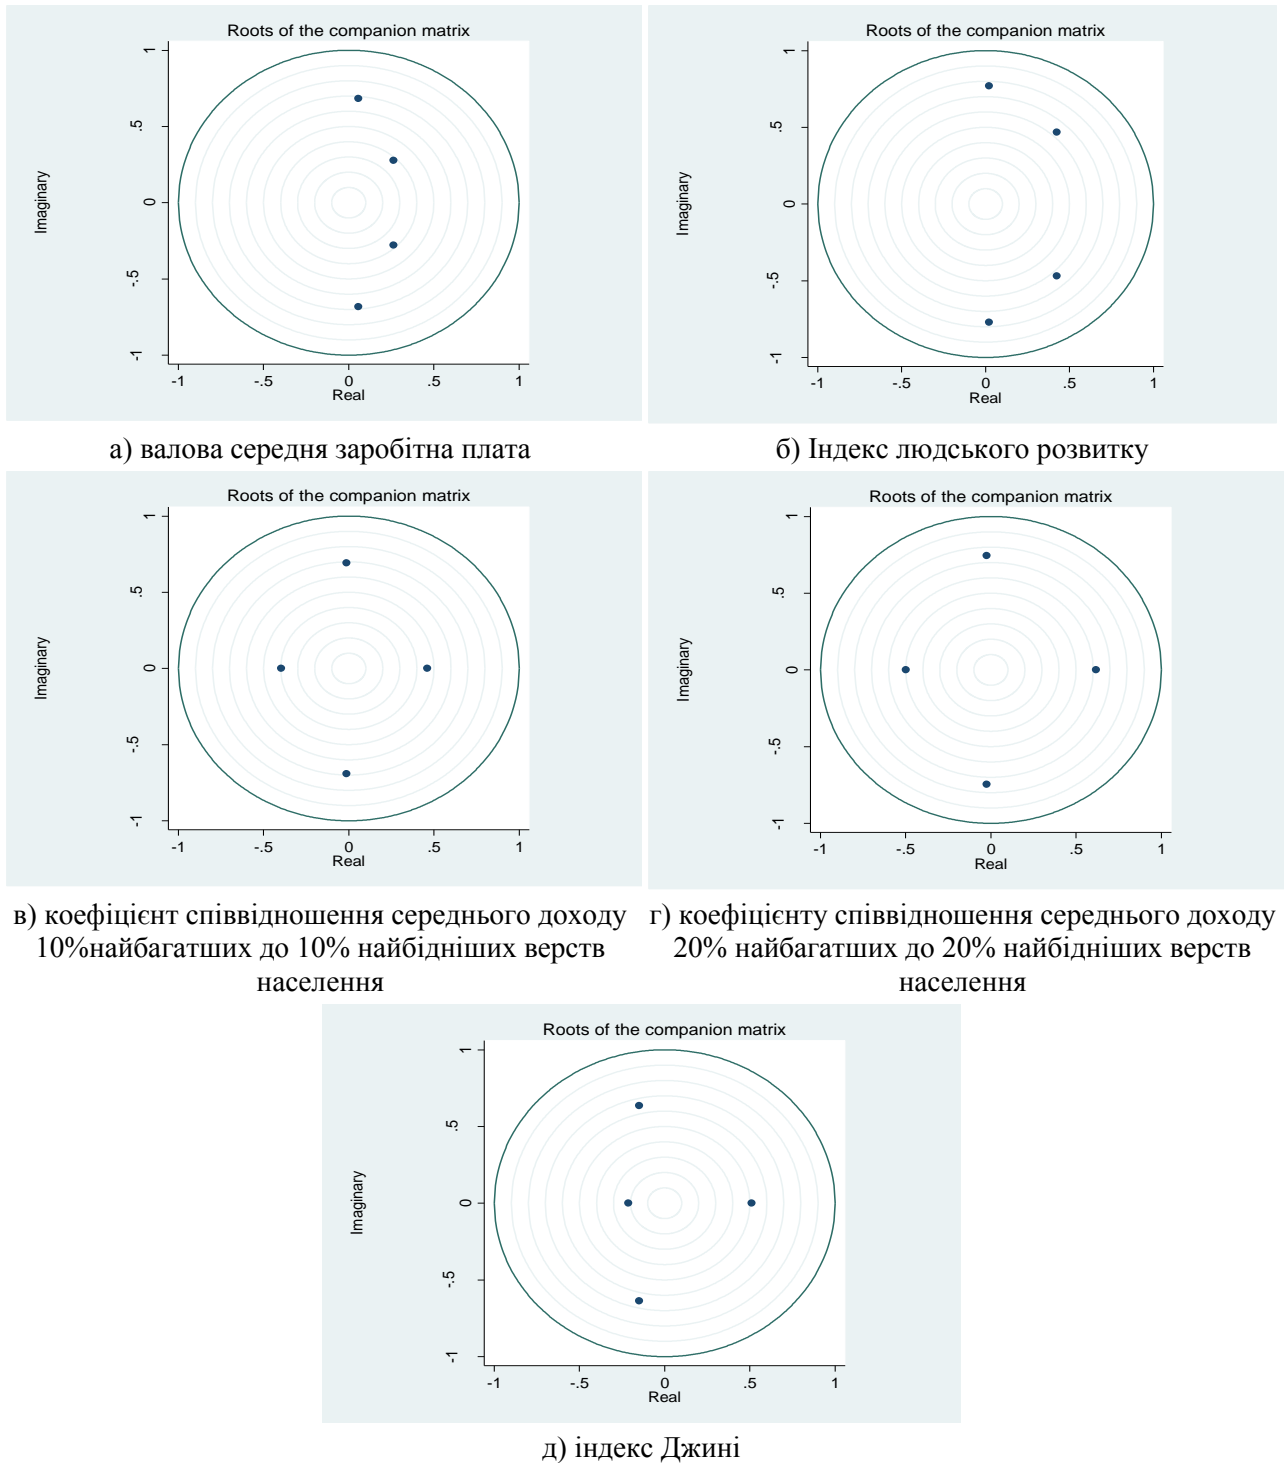 Roots of the companion matrix
1
.5
0
-.5
-1
Imaginary
-1
-.5
0
.5
1
Real
а) валова середня заробітна плата
Roots of the companion matrix
1
.5
0
-.5
-1
Imaginary
-1
-.5
0
.5
1
Real
б) Індекс людського розвитку
Roots of the companion matrix
1
.5
0
-.5
-1
Imaginary
-1
-.5
0
.5
1
Real
в) коефіцієнт співвідношення середнього доходу
10%найбагатших до 10% найбідніших верств
населення
Roots of the companion matrix
1
.5
0
-.5
-1
Imaginary
-1
-.5
0
.5
1
Real
г) коефіцієнту співвідношення середнього доходу
20% найбагатших до 20% найбідніших верств
населення
Roots of the companion matrix
1
.5
0
-.5
-1
Imaginary
-1
-.5
0
.5
1
Real
д) індекс Джині